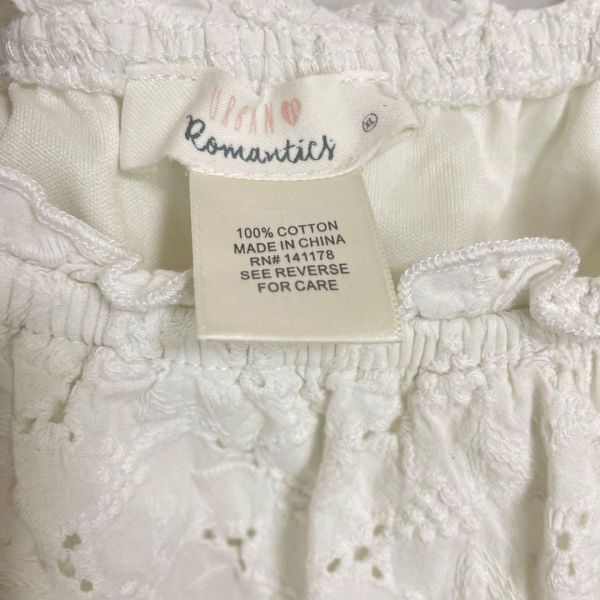 URBAN
Romantics
XL
100% COTTON
MADE IN CHINA
RN# 141178
SEE REVERSE
FOR CARE